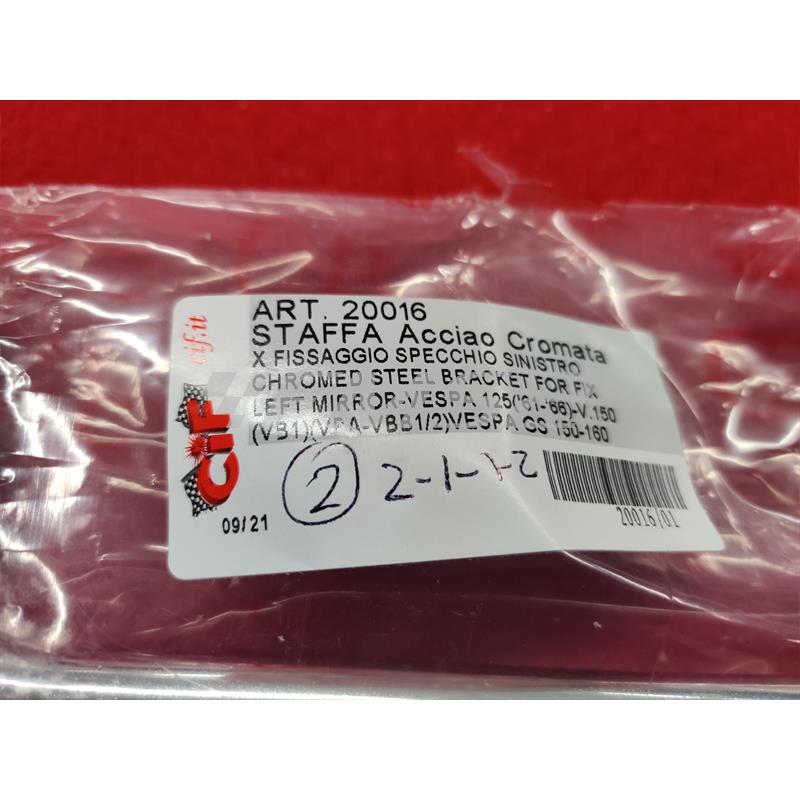 ART. 20016
STAFFA Acciao Cromata
X FISSAGGIO SPECCHIO SINISTRO
CHROMED STEEL BRACKET FOR FIX
LEFT MIRROR-VESPA 125('61-'66)-V.150
(VB1)(VBA-VBB1/2)VESPA GS 150-160
cif.it
CiF
09/21
2 2-1-1-2
20016/01